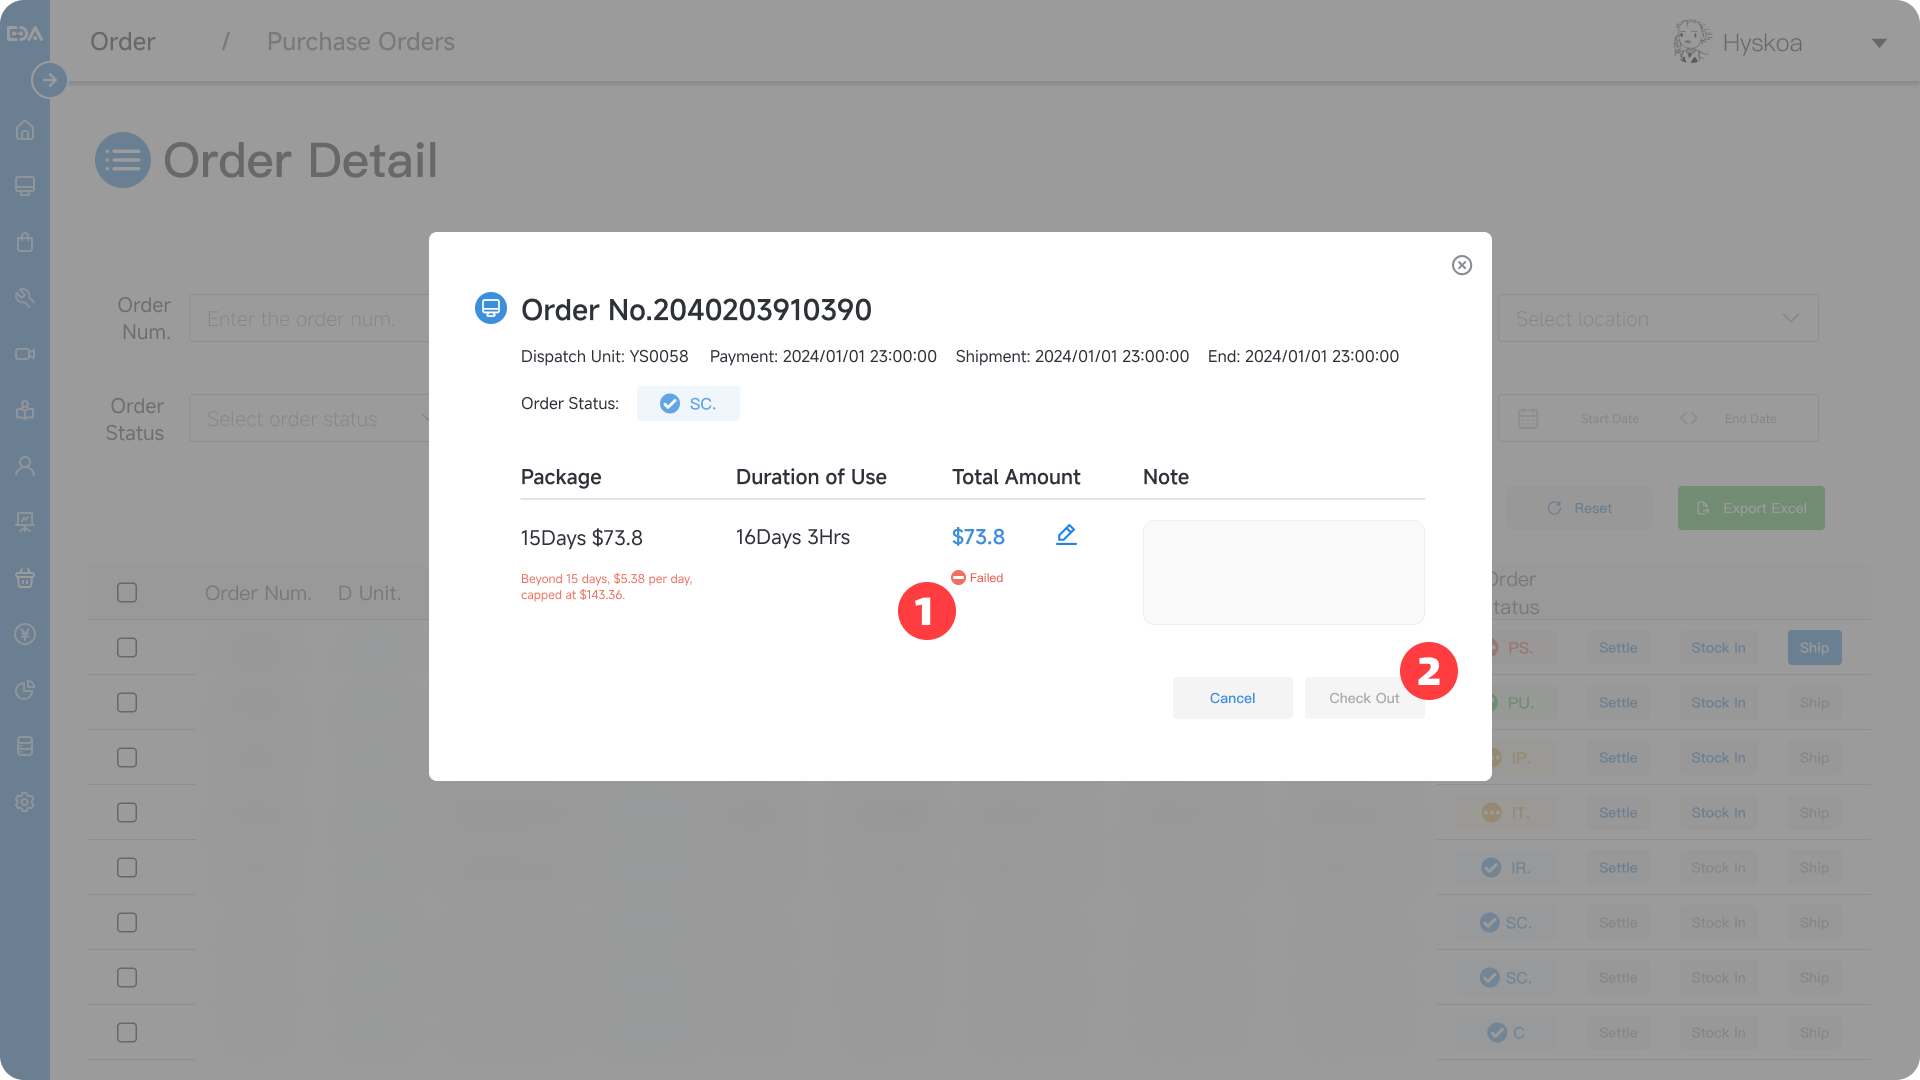 EDA
Order / Purchase Orders
Hyskoa
Order Detail
Order
Num.
Enter the order num.
Select location
Order
Status
Select order status
Start Date
End Date
Reset
Export Excel
Order No.2040203910390
Dispatch Unit: YS0058 Payment: 2024/01/01 23:00:00 Shipment: 2024/01/01 23:00:00 End: 2024/01/01 23:00:00
Order Status: SC.
Package Duration of Use Total Amount Note
15Days $73.8 16Days 3Hrs $73.8
Beyond 15 days, $5.38 per day,
capped at $143.36.
Failed
1
2
Cancel Check Out
Order Num. D Unit.
Order
Status
PS. Settle Stock In Ship
PU. Settle Stock In Ship
IP. Settle Stock In Ship
IT. Settle Stock In Ship
IR. Settle Stock In Ship
SC. Settle Stock In Ship
SC. Settle Stock In Ship
C Settle Stock In Ship